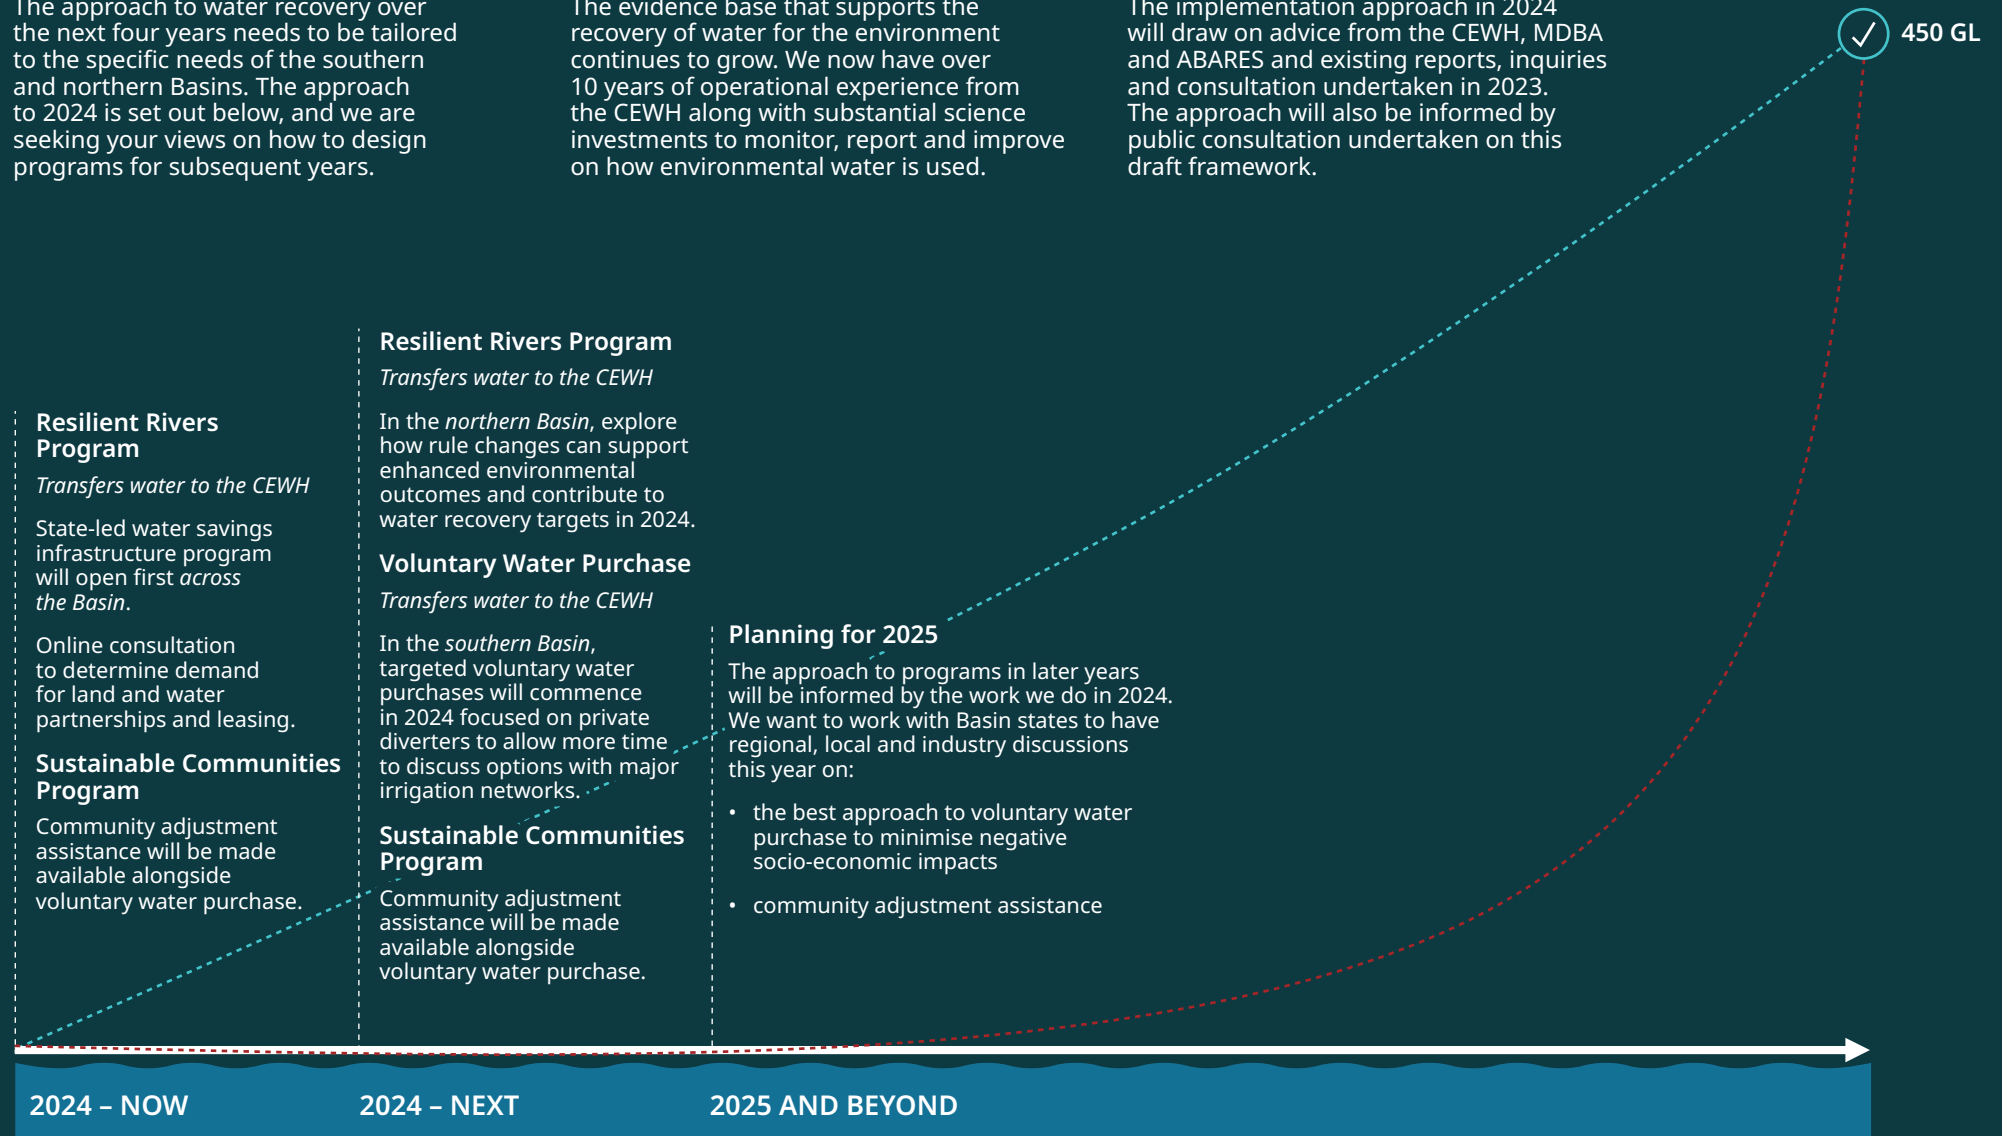 The approach to water recovery over
the next four years needs to be tailored
to the specific needs of the southern
and northern Basins. The approach
to 2024 is set out below, and we are
seeking your views on how to design
programs for subsequent years.
The evidence base that supports the
recovery of water for the environment
continues to grow. We now have over
10 years of operational experience from
the CEWH along with substantial science
investments to monitor, report and improve
on how environmental water is used.
The implementation approach in 2024
will draw on advice from the CEWH, MDBA
and ABARES and existing reports, inquiries
and consultation undertaken in 2023.
The approach will also be informed by
public consultation undertaken on this
draft framework.
450 GL
Resilient Rivers
Program
Transfers water to the CEWH
State-led water savings
infrastructure program
will open first across
the Basin.
Online consultation
to determine demand
for land and water
partnerships and leasing.
Sustainable Communities
Program
Community adjustment
assistance will be made
available alongside
voluntary water purchase.
Resilient Rivers Program
Transfers water to the CEWH
In the northern Basin, explore
how rule changes can support
enhanced environmental
outcomes and contribute to
water recovery targets in 2024.
Voluntary Water Purchase
Transfers water to the CEWH
In the southern Basin,
targeted voluntary water
purchases will commence
in 2024 focused on private
diverters to allow more time
to discuss options with major
irrigation networks.
Sustainable Communities
Program
Community adjustment
assistance will be made
available alongside
voluntary water purchase.
Planning for 2025
The approach to programs in later years
will be informed by the work we do in 2024.
We want to work with Basin states to have
regional, local and industry discussions
this year on:
• the best approach to voluntary water
purchase to minimise negative
socio-economic impacts
• community adjustment assistance
2024 – NOW
2024 – NEXT
2025 AND BEYOND